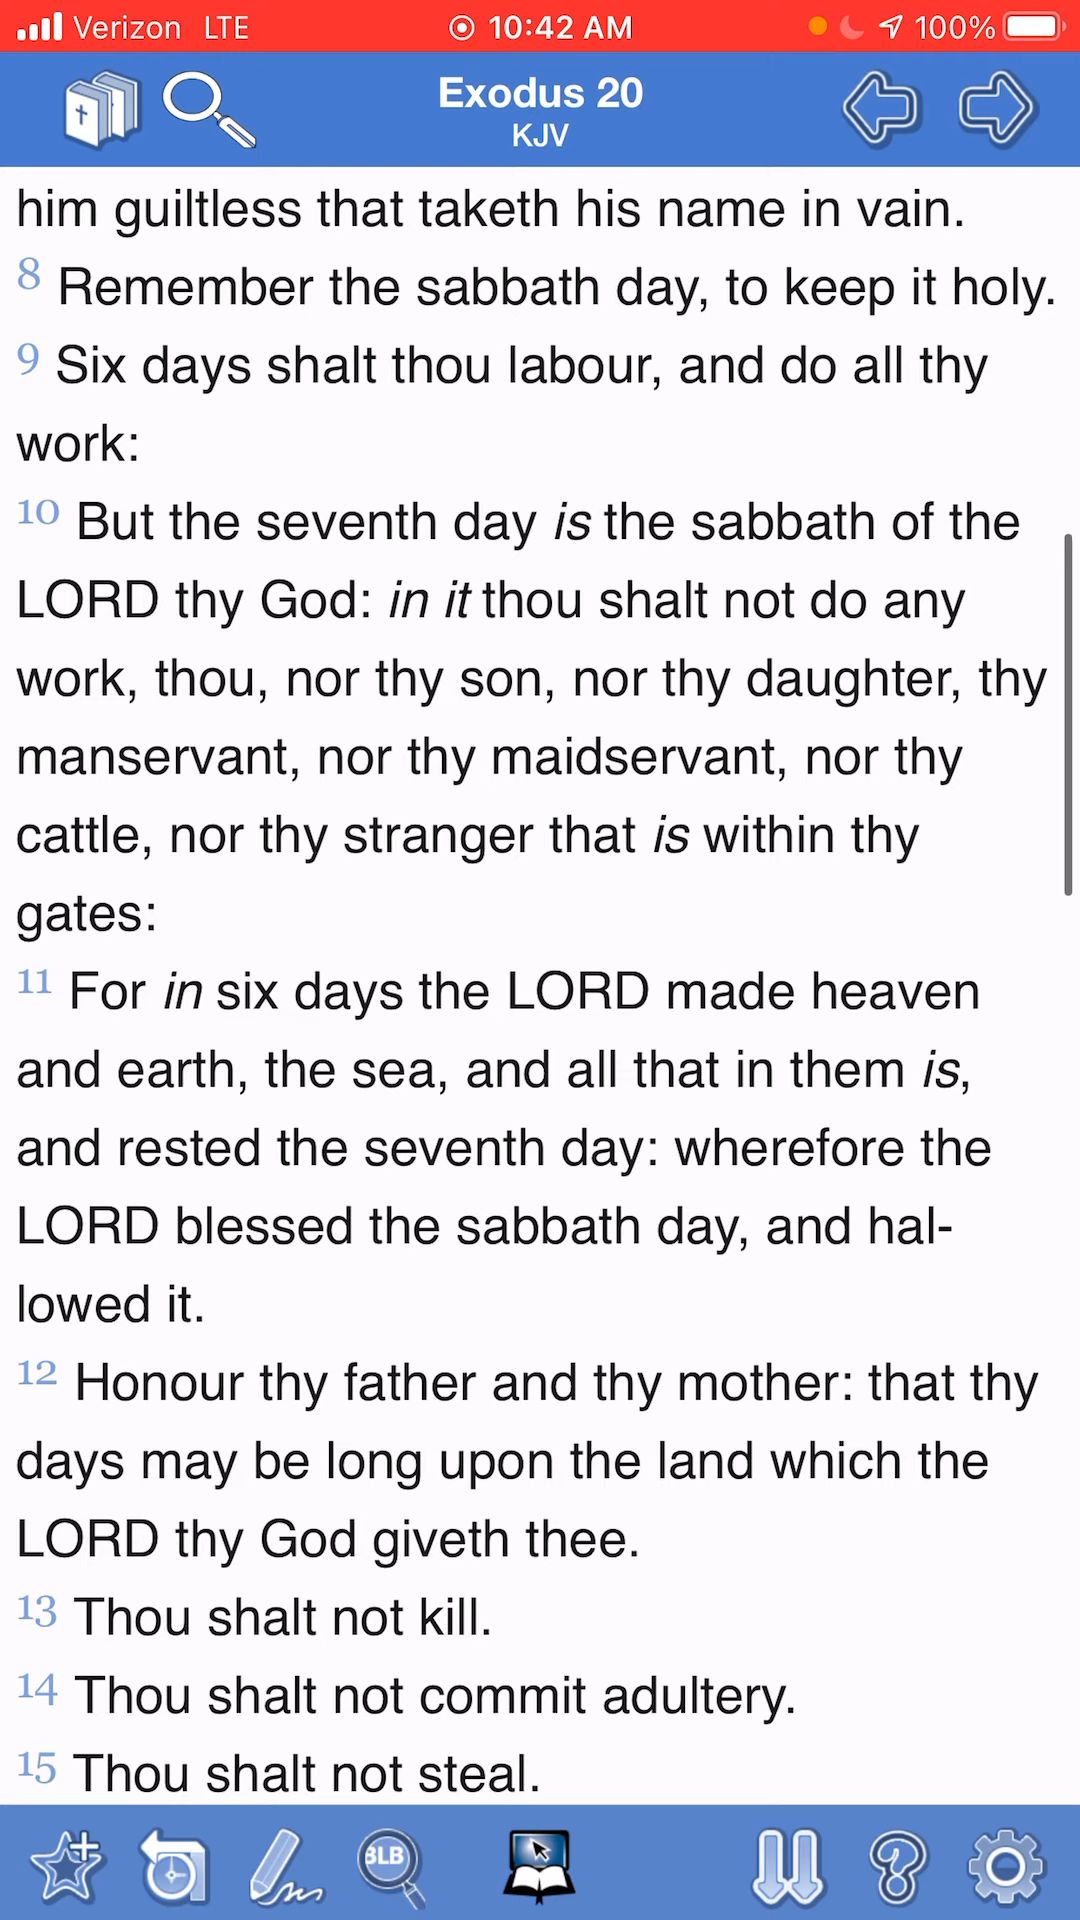 Verizon LTE 10:42 AM 100%
Exodus 20
KJV
him guiltless that taketh his name in vain.
8 Remember the sabbath day, to keep it holy.
9 Six days shalt thou labour, and do all thy
work:
10 But the seventh day is the sabbath of the
LORD thy God: in it thou shalt not do any
work, thou, nor thy son, nor thy daughter, thy
manservant, nor thy maidservant, nor thy
cattle, nor thy stranger that is within thy
gates:
11 For in six days the LORD made heaven
and earth, the sea, and all that in them is,
and rested the seventh day: wherefore the
LORD blessed the sabbath day, and hal-
lowed it.
12 Honour thy father and thy mother: that thy
days may be long upon the land which the
LORD thy God giveth thee.
13 Thou shalt not kill.
14 Thou shalt not commit adultery.
15 Thou shalt not steal.
BLB